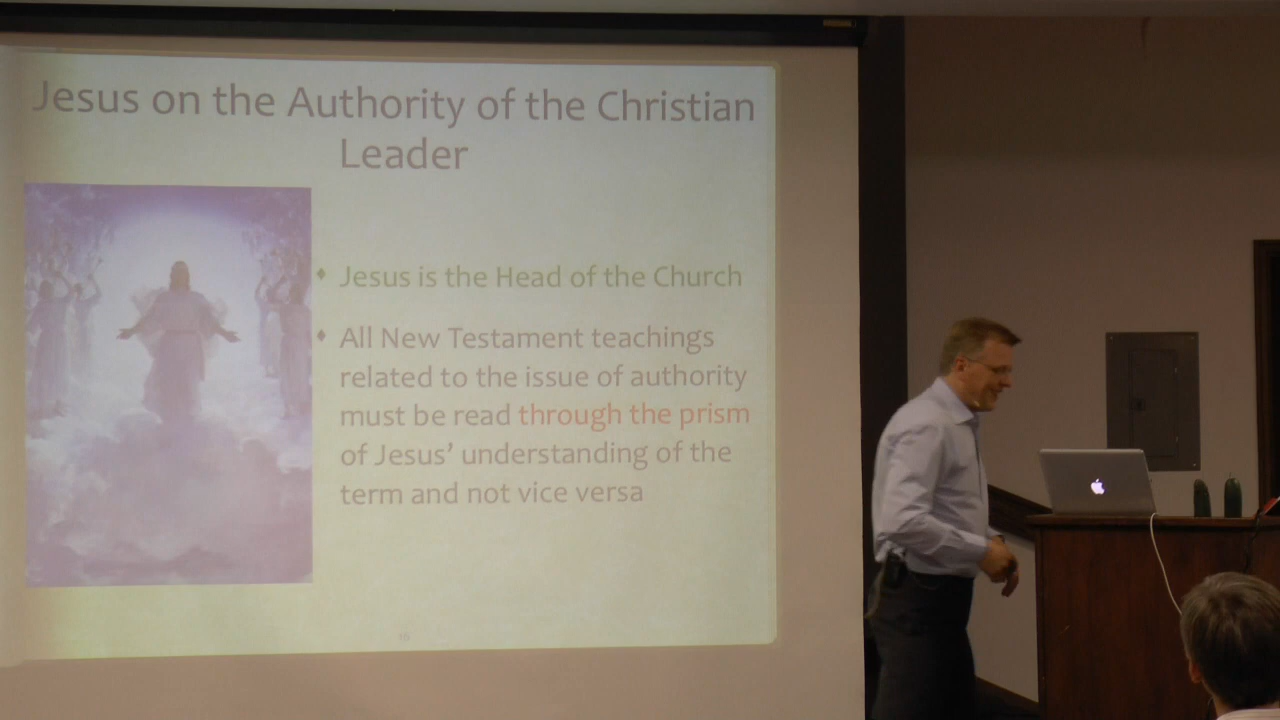 Jesus on the Authority of the Christian
Leader
♦ Jesus is the Head of the Church
♦ All New Testament teachings
related to the issue of authority
must be read through the prism
of Jesus’ understanding of the
term and not vice versa
16